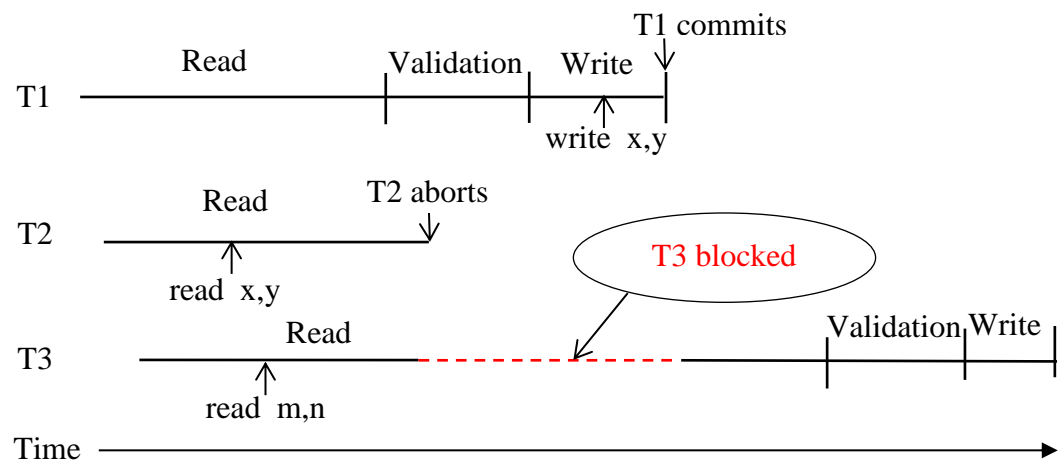 T1 commits
Read Validation Write
T1
write x,y
T2 aborts
Read
T2
T3 blocked
read x,y
Read
Validation Write
T3
read m,n
Time